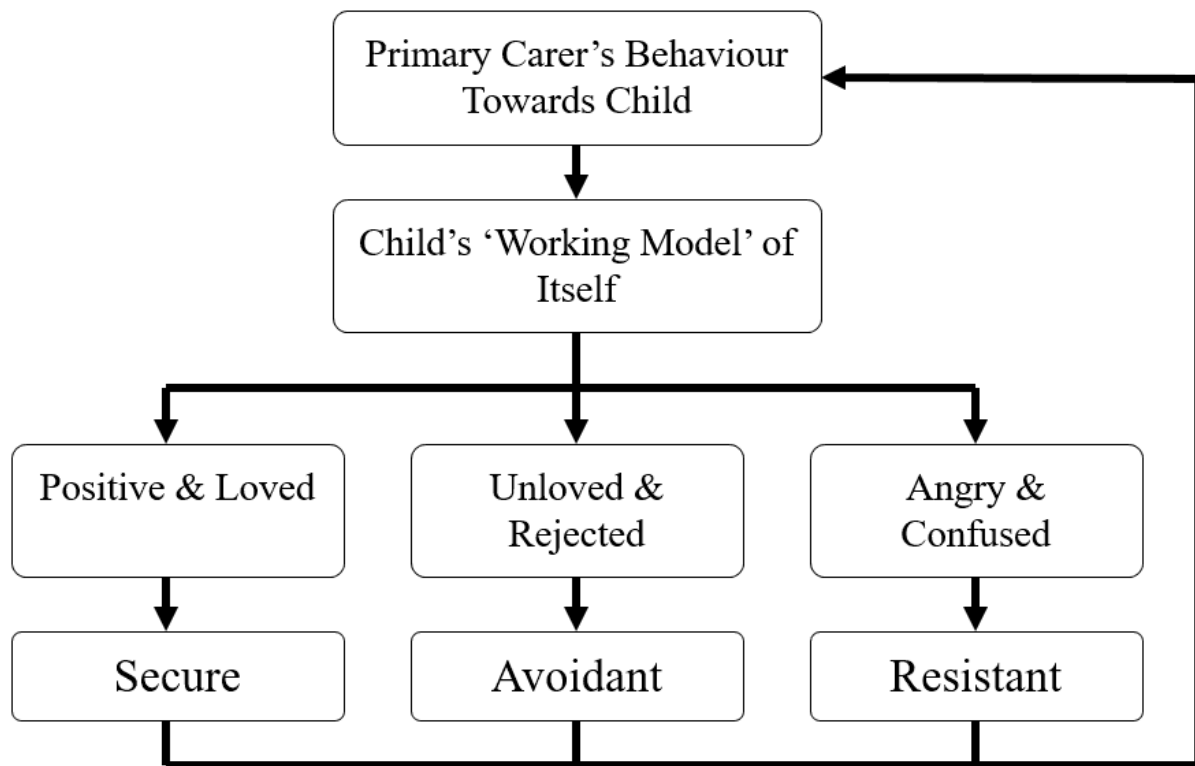 Primary Carer’s Behaviour
Towards Child
Child’s ‘Working Model’ of
Itself
Positive & Loved
Unloved &
Rejected
Angry &
Confused
Secure
Avoidant
Resistant